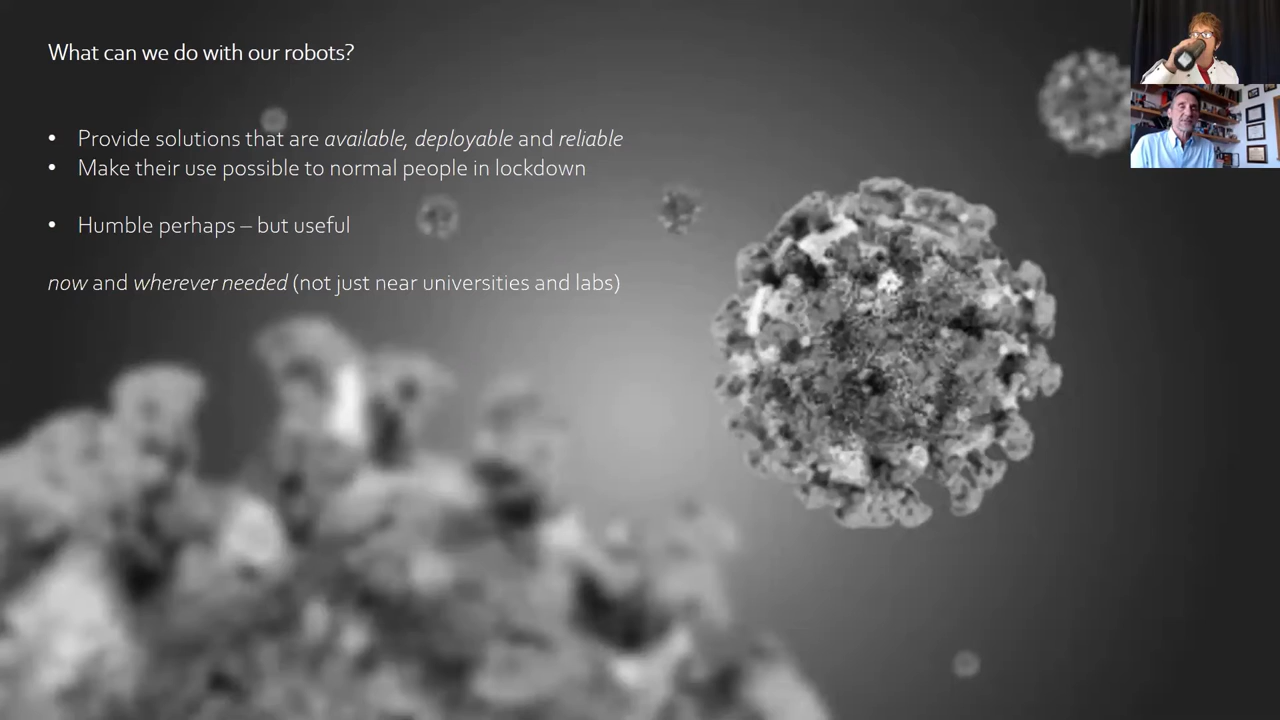 What can we do with our robots?
• Provide solutions that are available, deployable and reliable
• Make their use possible to normal people in lockdown
• Humble perhaps – but useful
now and wherever needed (not just near universities and labs)